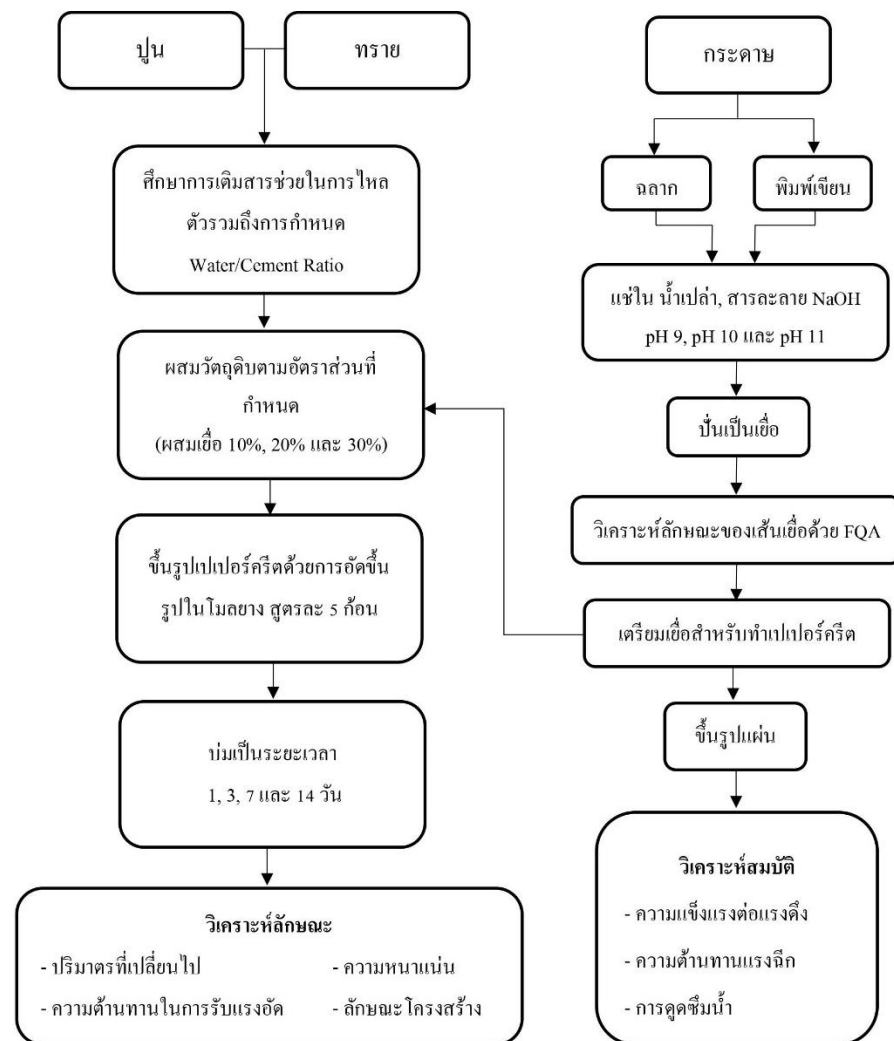 ปูน
ทราย
ศึกษาการเติมสารช่วยในการไหล
ตัวรวมถึงการกำหนด
Water/Cement Ratio
ผสมวัตถุดิบตามอัตราส่วนที่
กำหนด
(ผสมเยื่อ 10%, 20% และ 30%)
ขึ้นรูปเปเปอร์ครีตด้วยการอัดขึ้น
รูปในโมลยาง สูตรละ 5 ก้อน
บ่มเป็นระยะเวลา
1, 3, 7 และ 14 วัน
วิเคราะห์ลักษณะ
- ปริมาตรที่เปลี่ยนไป
- ความหนาแน่น
- ความต้านทานในการรับแรงอัด
- ลักษณะโครงสร้าง
กระดาษ
ฉลาก
พิมพ์เขียน
แช่ใน น้ำเปล่า, สารละลาย NaOH
pH 9, pH 10 และ pH 11
ปั่นเป็นเยื่อ
วิเคราะห์ลักษณะของเส้นเยื่อด้วย FQA
เตรียมเยื่อสำหรับทำเปเปอร์ครีต
ขึ้นรูปแผ่น
วิเคราะห์สมบัติ
- ความแข็งแรงต่อแรงดึง
- ความต้านทานแรงฉีก
- การดูดซึมน้ำ